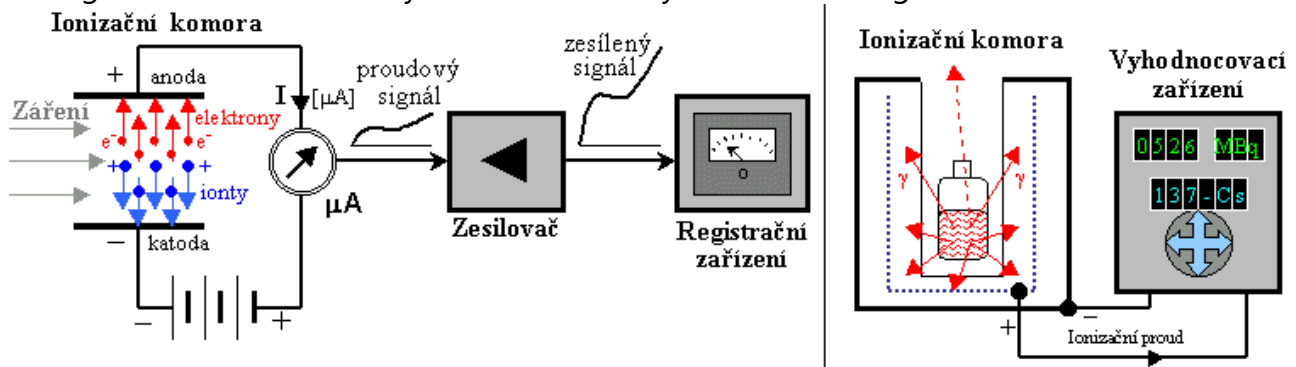 Ionizační komora
+
anoda
Záření
elektrony
e⁻
e⁻
+
+
ionty
−
katoda
−
+
I
[µA]
µA
proudový
signál
Zesilovač
zesílený
signál
0
Registrační
zařízení
Ionizační komora
γ
γ
+
−
Ionizační proud
Vyhodnocovací
zařízení
0526 MBq
137-Cs